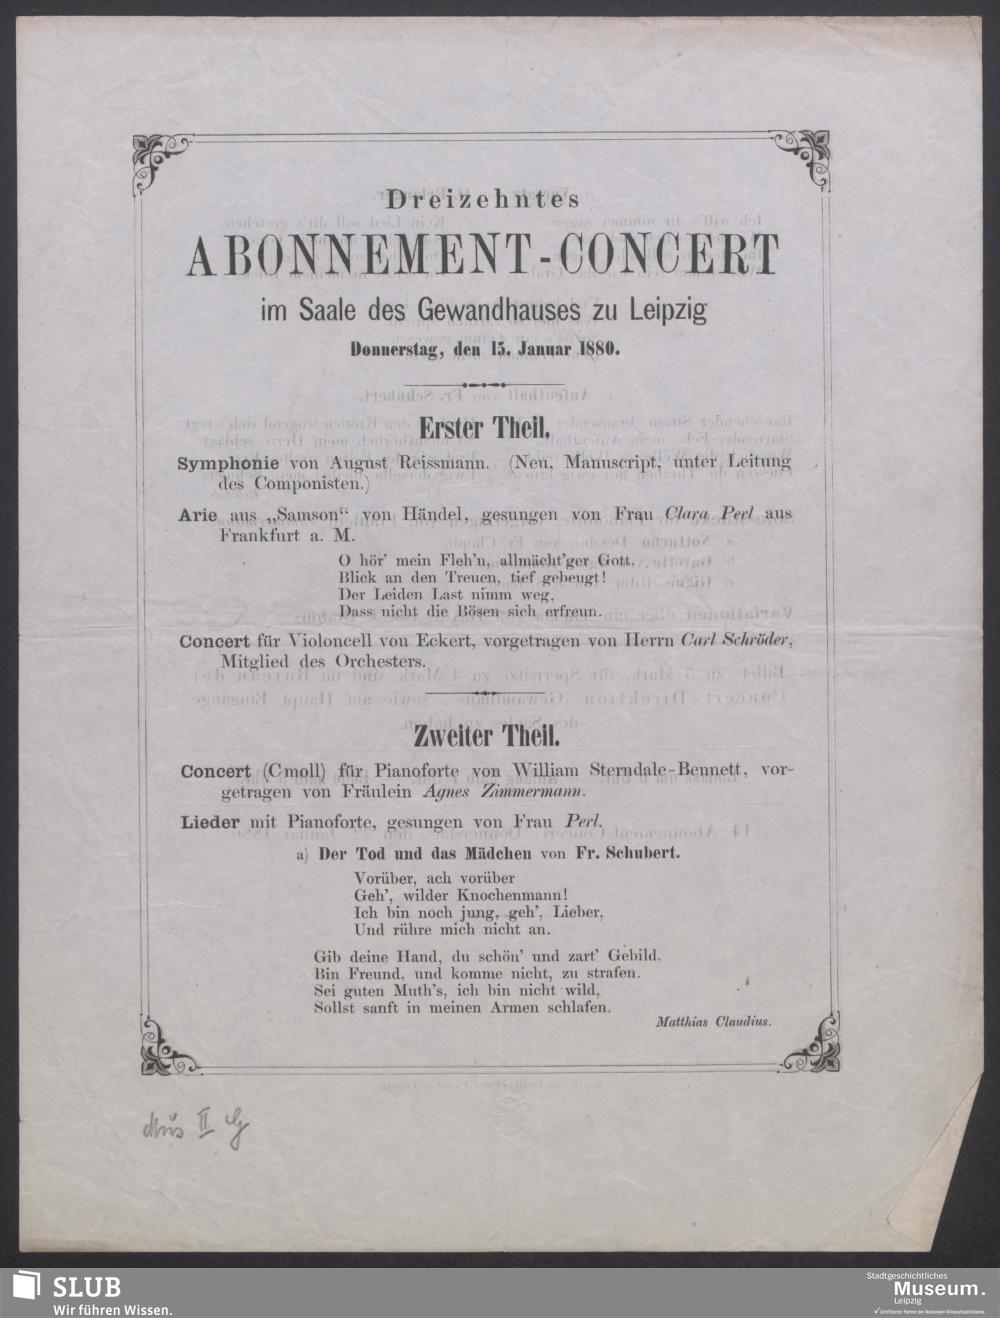 Dreizehntes
ABONNEMENT-CONCERT
im Saale des Gewandhauses zu Leipzig
Donnerstag, den 15. Januar 1880.
Erster Theil.
Symphonie von August Reissmann. (Neu, Manuscript, unter Leitung
des Componisten.)
Arie aus „Samson“ von Händel, gesungen von Frau Clara Perl aus
Frankfurt a. M.
O hör' mein Fleh'n, allmächt'ger Gott,
Blick an den Treuen, tief gebeugt!
Der Leiden Last nimm weg,
Dass nicht die Bösen sich erfreun.
Concert für Violoncell von Eckert, vorgetragen von Herrn Carl Schröder,
Mitglied des Orchesters.
Zweiter Theil.
Concert (Cmoll) für Pianoforte von William Sterndale-Bennett, vor-
getragen von Fräulein Agnes Zimmermann.
Lieder mit Pianoforte, gesungen von Frau Perl.
a) Der Tod und das Mädchen von Fr. Schubert.
Vorüber, ach vorüber
Geh', wilder Knochenmann!
Ich bin noch jung, geh', Lieber,
Und rühre mich nicht an.
Gib deine Hand, du schön' und zart' Gebild,
Bin Freund, und komme nicht, zu strafen.
Sei guten Muth's, ich bin nicht wild,
Sollst sanft in meinen Armen schlafen.
Matthias Claudius.
Mus II
SLUB
Wir führen Wissen.
Stadtgeschichtliches
Museum.
Leipzig